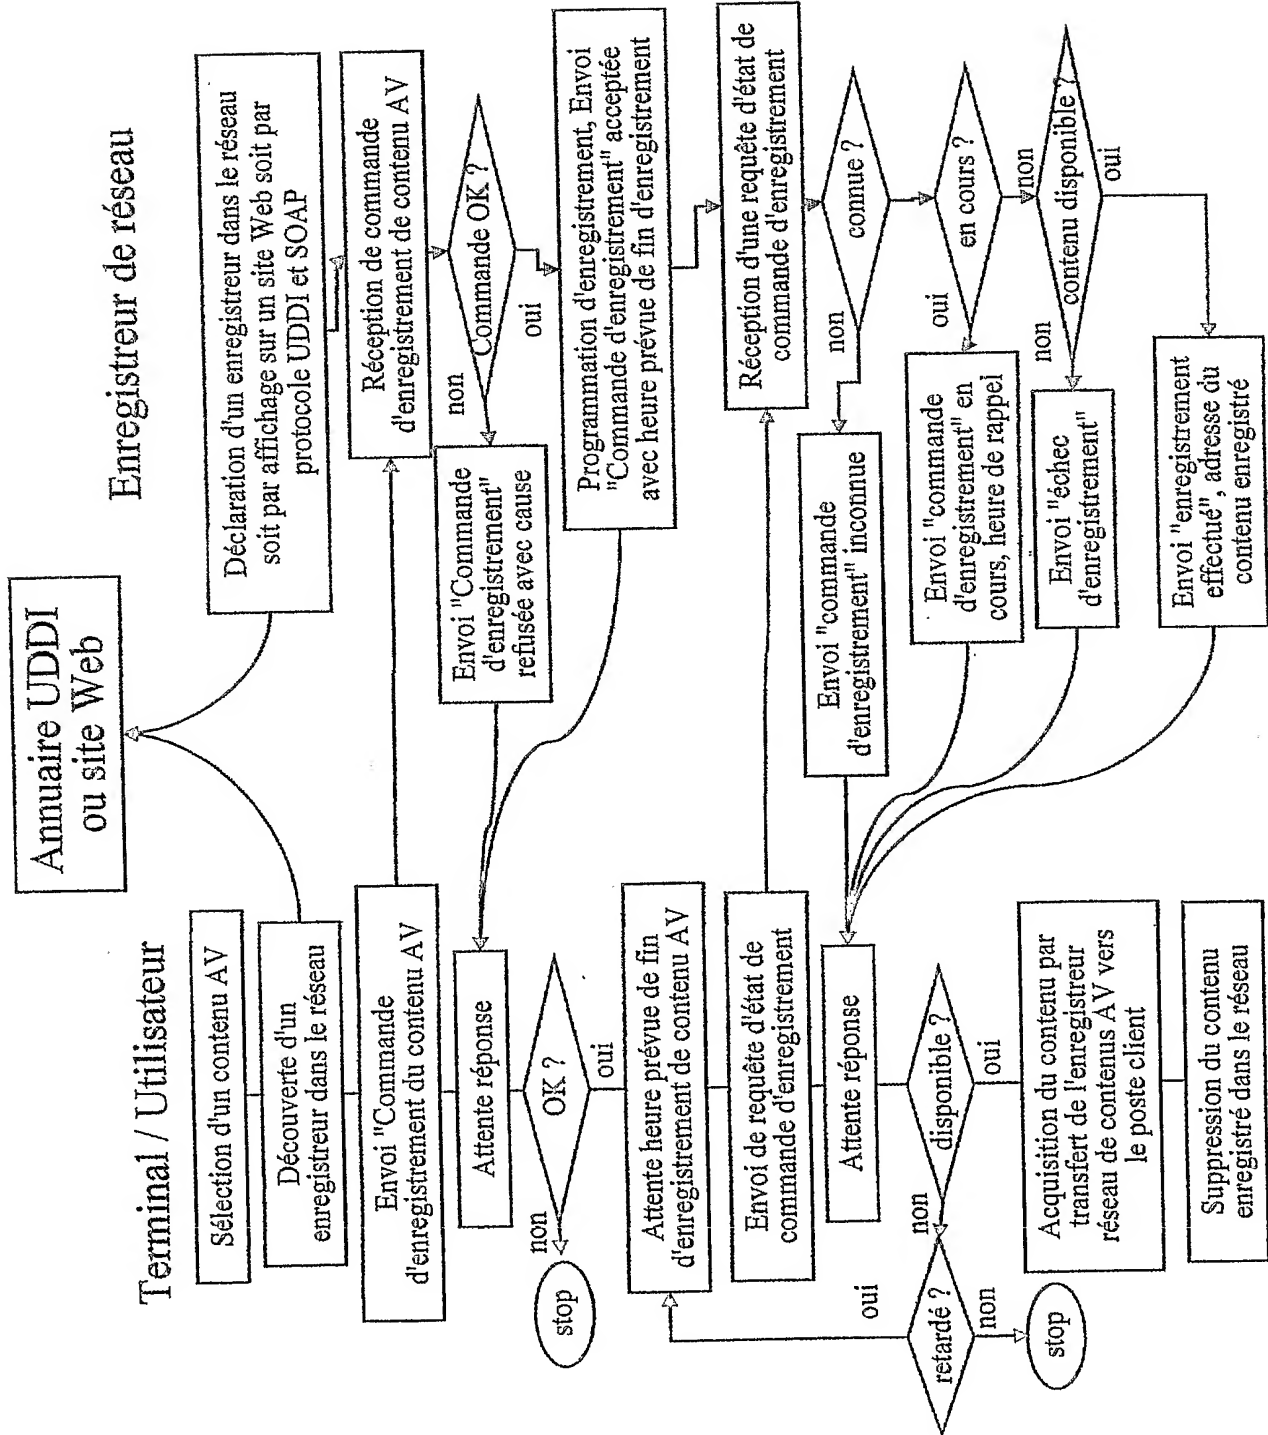 Annuaire UDDI
ou site Web
Terminal / Utilisateur
Sélection d'un contenu AV
Découverte d'un
enregistreur dans le réseau
Envoi "Commande
d'enregistrement du contenu AV
Attente réponse
OK ?
non
stop
oui
Attente heure prévue de fin
d'enregistrement de contenu AV
Envoi de requête d'état de
commande d'enregistrement
Attente réponse
disponible ?
non
retardé ?
oui
non
stop
oui
Acquisition du contenu par
transfert de l'enregistreur
réseau de contenus AV vers
le poste client
Suppression du contenu
enregistré dans le réseau
Enregistreur de réseau
Déclaration d'un enregistreur dans le réseau
soit par affichage sur un site Web soit par
protocole UDDI et SOAP
Réception de commande
d'enregistrement de contenu AV
Commande OK ?
non
oui
Envoi "Commande
d'enregistrement"
refusée avec cause
Programmation d'enregistrement, Envoi
"Commande d'enregistrement" acceptée
avec heure prévue de fin d'enregistrement
Réception d'une requête d'état de
commande d'enregistrement
connue ?
non
Envoi "commande
d'enregistrement" inconnue
en cours ?
oui
non
Envoi "commande
d'enregistrement" en
cours, heure de rappel
contenu disponible ?
non
oui
Envoi "échec
d'enregistrement"
Envoi "enregistrement
effectué", adresse du
contenu enregistré